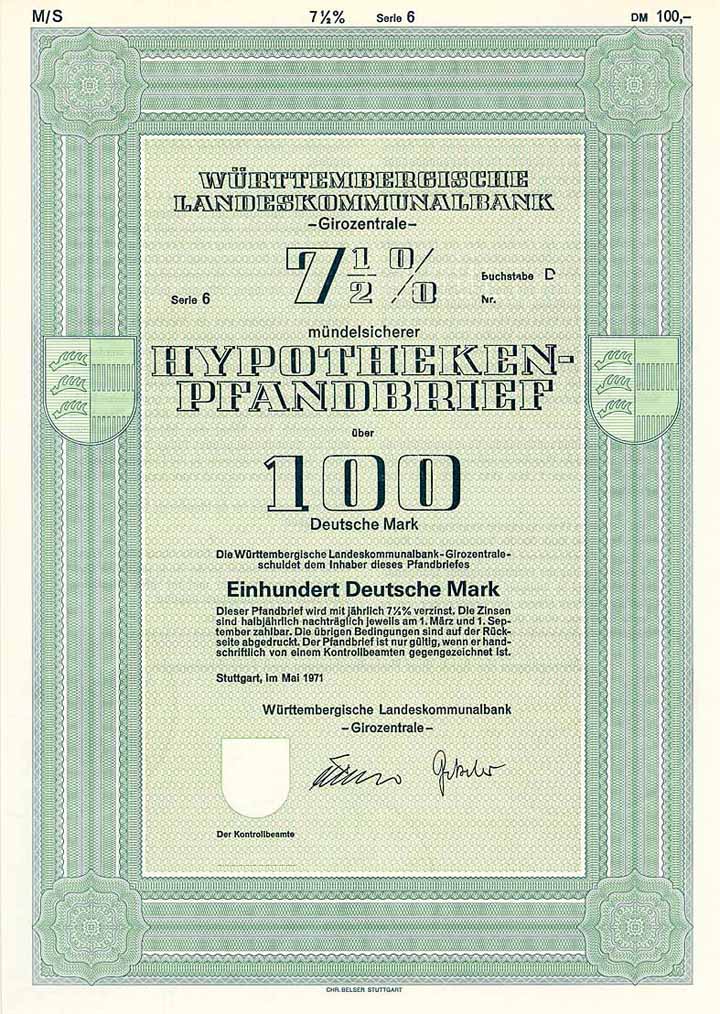 M/S 7 ½% Serie 6 DM 100,–
WÜRTTEMBERGISCHE
LANDESKOMMUNALBANK
–Girozentrale–
Serie 6 7 1/2 % Buchstabe D
Nr.
mündelsicherer
HYPOTHEKEN-
PFANDBRIEF
über
100
Deutsche Mark
Die Württembergische Landeskommunalbank-Girozentrale-
schuldet dem Inhaber dieses Pfandbriefes
Einhundert Deutsche Mark
Dieser Pfandbrief wird mit jährlich 7½% verzinst. Die Zinsen
sind halbjährlich nachträglich jeweils am 1. März und 1. Sep-
tember zahlbar. Die übrigen Bedingungen sind auf der Rück-
seite abgedruckt. Der Pfandbrief ist nur gültig, wenn er hand-
schriftlich von einem Kontrollbeamten gegengezeichnet ist.
Stuttgart, im Mai 1971
Württembergische Landeskommunalbank
–Girozentrale–
Der Kontrollbeamte
CHR. BELSER STUTTGART